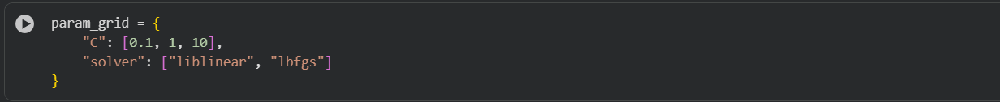 param_grid = {
    "C": [0.1, 1, 10],
    "solver": ["liblinear", "lbfgs"]
}